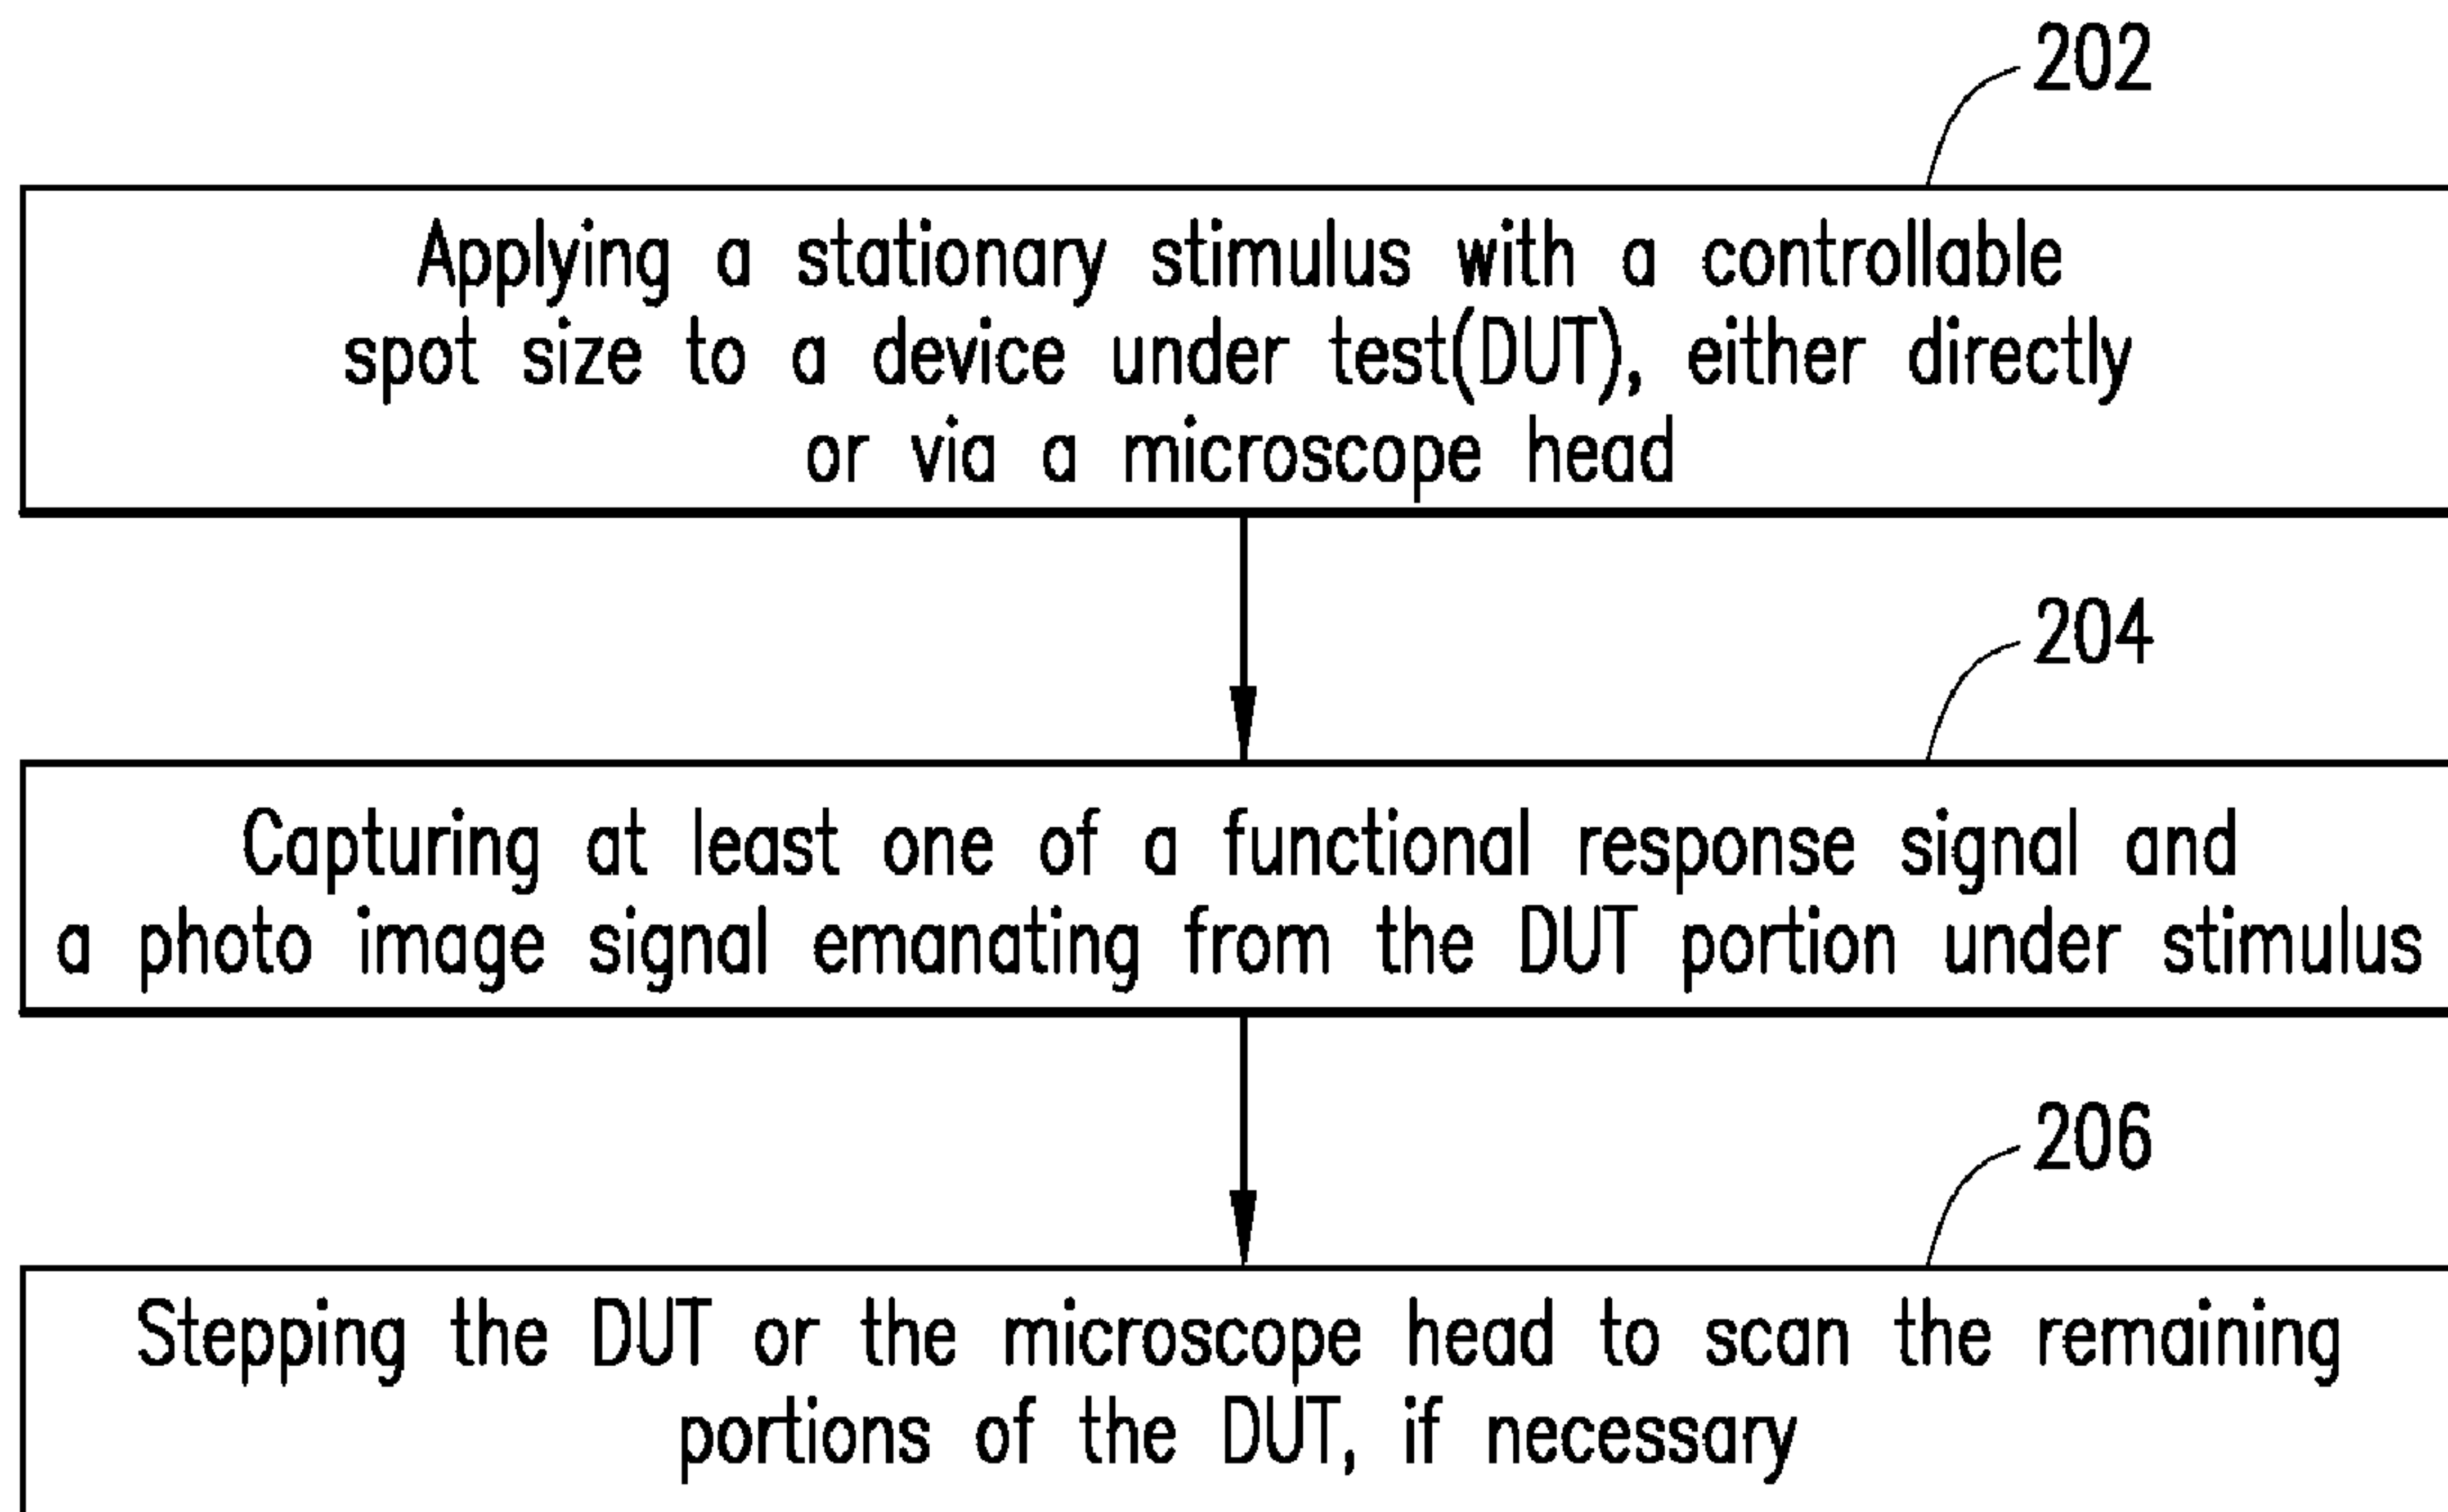 202
Applying a stationary stimulus with a controllable
spot size to a device under test(DUT), either directly
or via a microscope head
204
Capturing at least one of a functional response signal and
a photo image signal emanating from the DUT portion under stimulus
206
Stepping the DUT or the microscope head to scan the remaining
portions of the DUT, if necessary